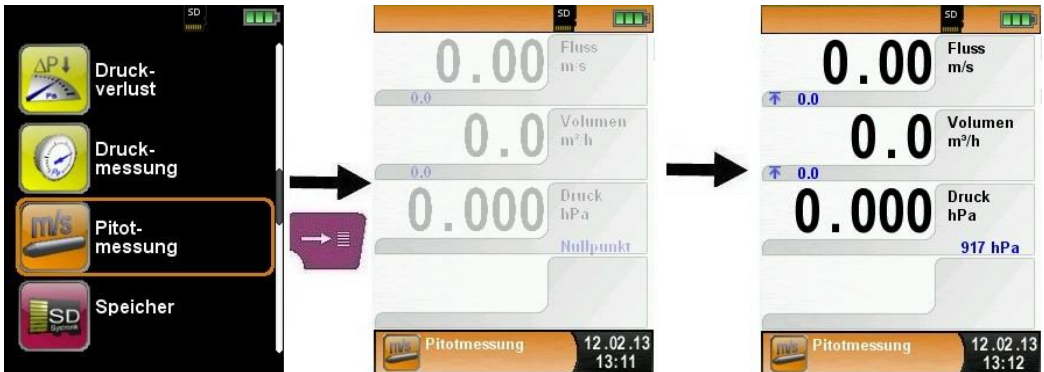 SD
ΔP
Pa
Druck-
verlust
Druck-
messung
m/s
Pitot-
messung
SD
Speicher
SD
0.00
Fluss
m/s
0.0
0.0
Volumen
m³/h
0.0
0.000
Druck
hPa
Nullpunkt
m/s
Pitotmessung
12.02.13
13:11
SD
0.00
Fluss
m/s
0.0
0.0
Volumen
m³/h
0.0
0.000
Druck
hPa
917 hPa
m/s
Pitotmessung
12.02.13
13:12